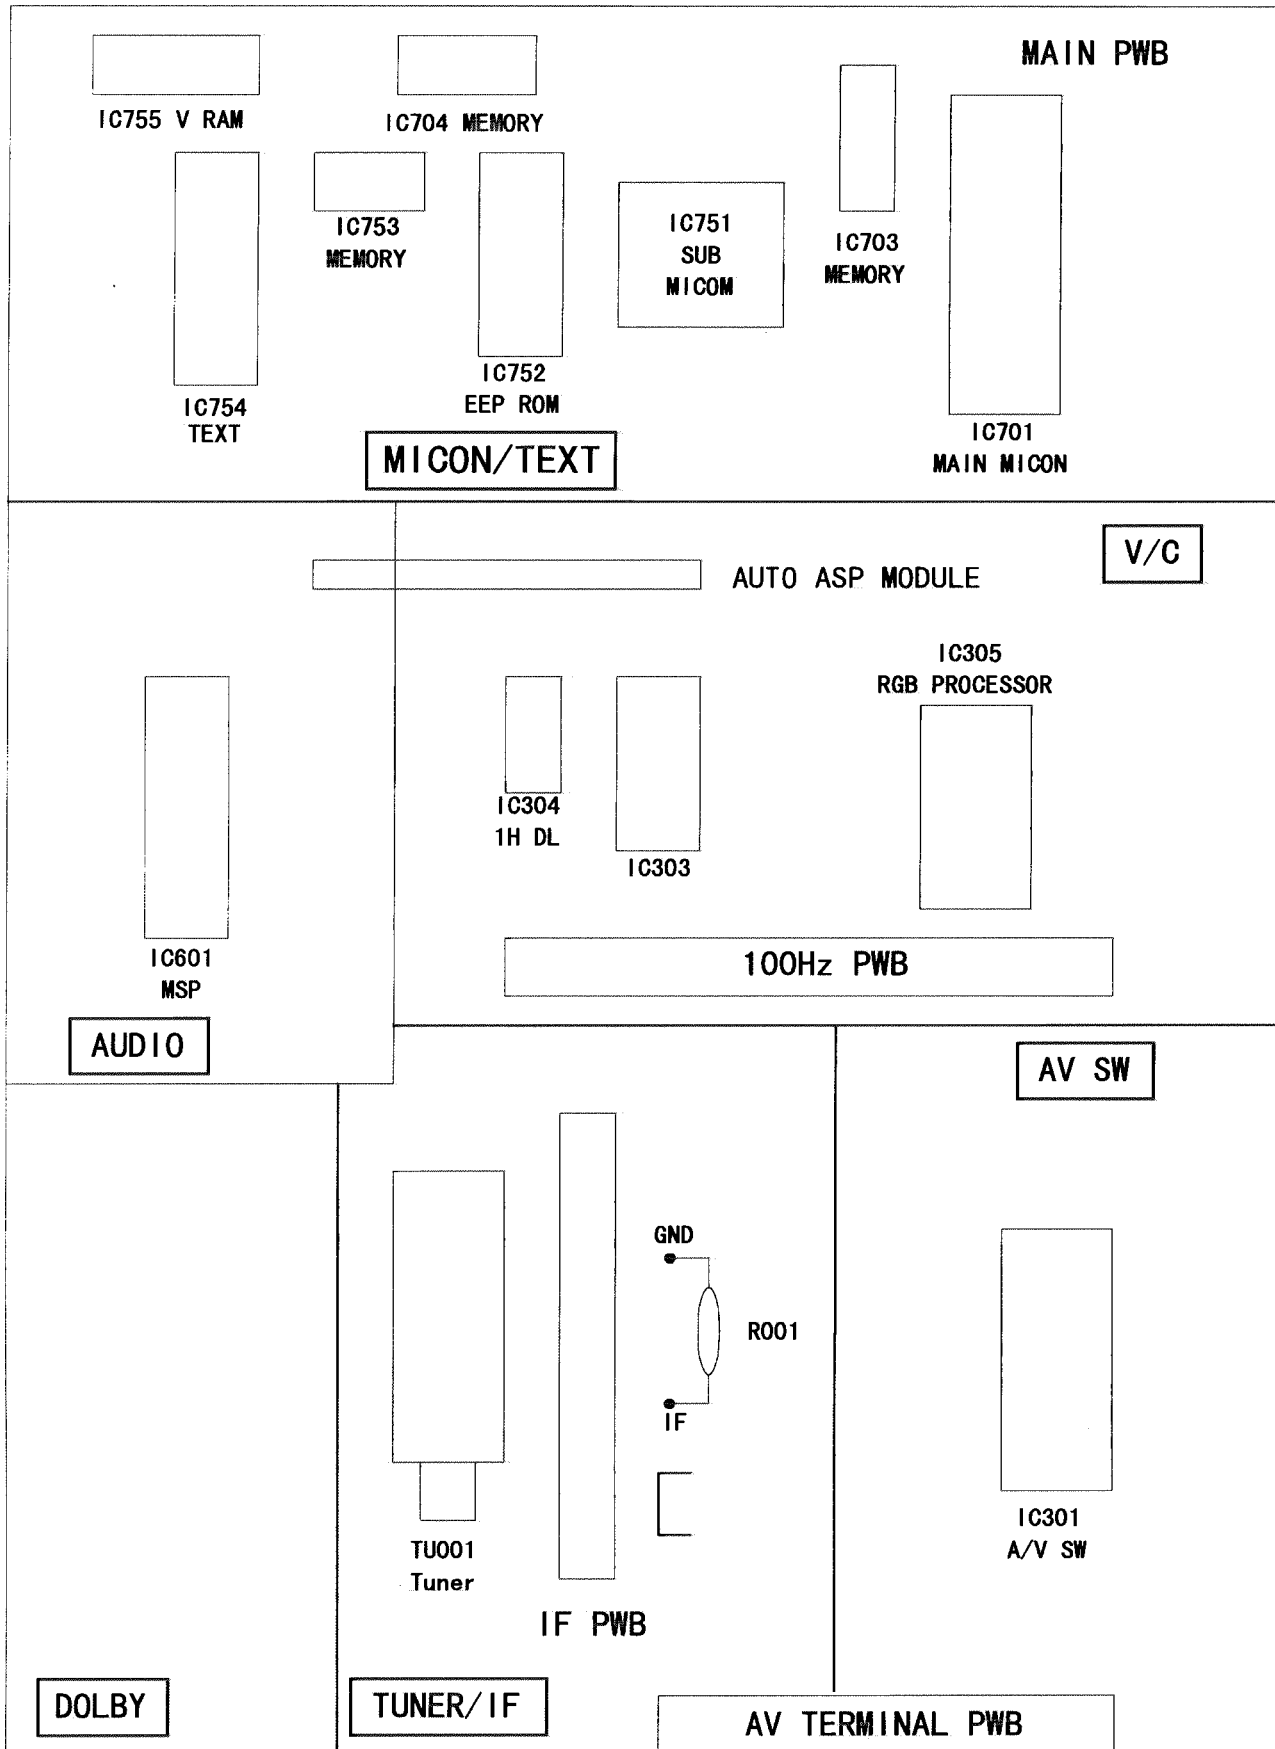 MAIN PWB
IC755 V RAM
IC704 MEMORY
IC753
MEMORY
IC751
SUB
MICOM
IC703
MEMORY
IC752
EEP ROM
IC754
TEXT
IC701
MAIN MICON
MICON/TEXT
V/C
AUTO ASP MODULE
IC305
RGB PROCESSOR
IC304
1H DL
IC303
IC601
MSP
100Hz PWB
AUDIO
AV SW
GND
R001
IF
TU001
Tuner
IC301
A/V SW
IF PWB
DOLBY
TUNER/IF
AV TERMINAL PWB